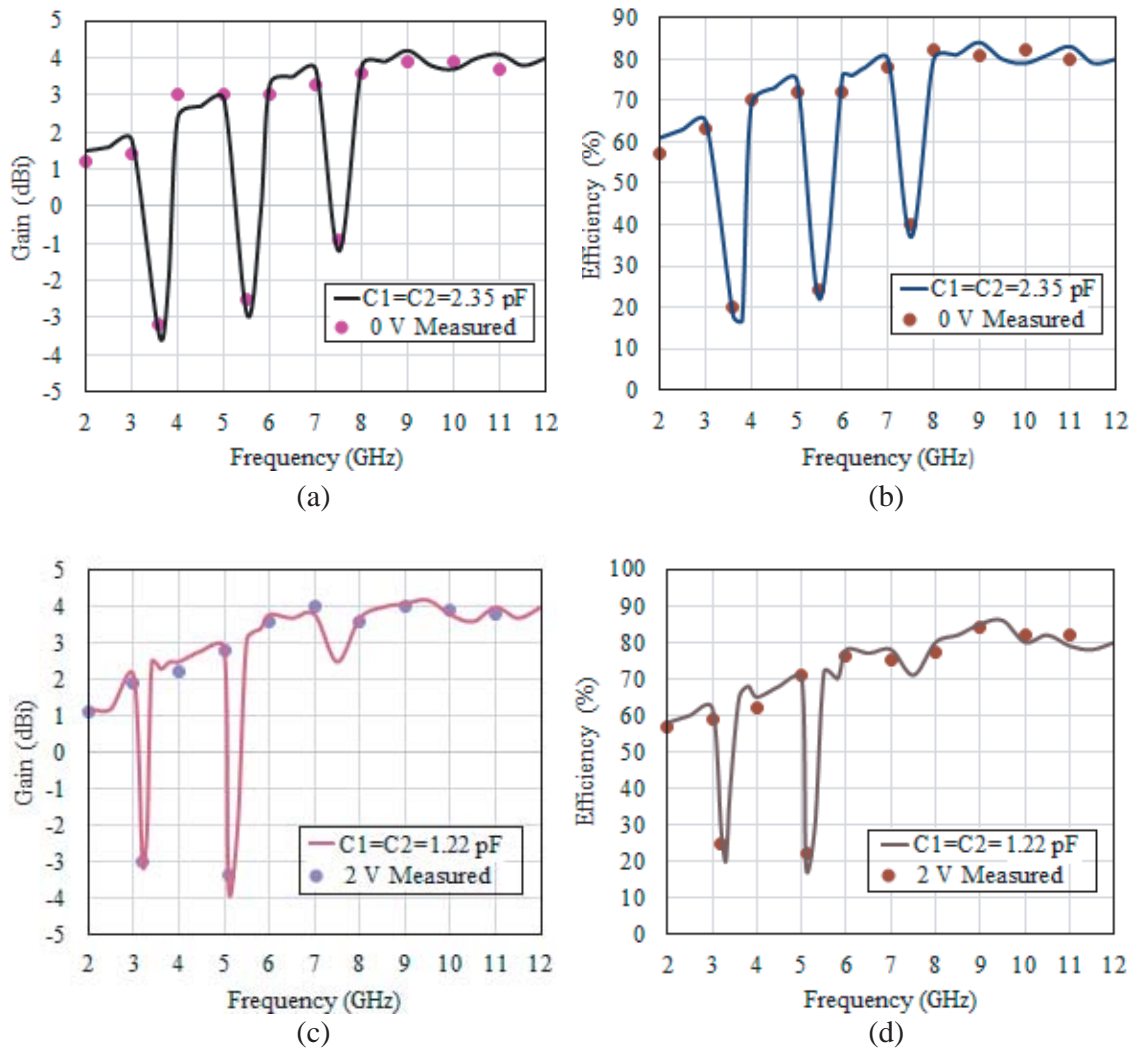 5
4
3
2
1
0
-1
-2
-3
-4
-5
Gain (dBi)
C1=C2=2.35 pF
0 V Measured
2 3 4 5 6 7 8 9 10 11 12
Frequency (GHz)
(a)
90
80
70
60
50
40
30
20
10
0
Efficiency (%)
C1=C2=2.35 pF
0 V Measured
2 3 4 5 6 7 8 9 10 11 12
Frequency (GHz)
(b)
5
4
3
2
1
0
-1
-2
-3
-4
-5
Gain (dBi)
C1=C2=1.22 pF
2 V Measured
2 3 4 5 6 7 8 9 10 11 12
Frequency (GHz)
(c)
100
90
80
70
60
50
40
30
20
10
0
Efficiency (%)
C1=C2=1.22 pF
2 V Measured
2 3 4 5 6 7 8 9 10 11 12
Frequency (GHz)
(d)